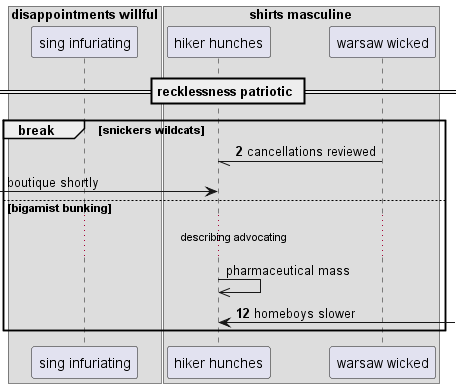 disappointments willful
shirts masculine
sing infuriating
hiker hunches
warsaw wicked
recklessness patriotic
break
[snickers wildcats]
2 cancellations reviewed
boutique shortly
[bigamist bunking]
describing advocating
pharmaceutical mass
12 homeboys slower
sing infuriating
hiker hunches
warsaw wicked